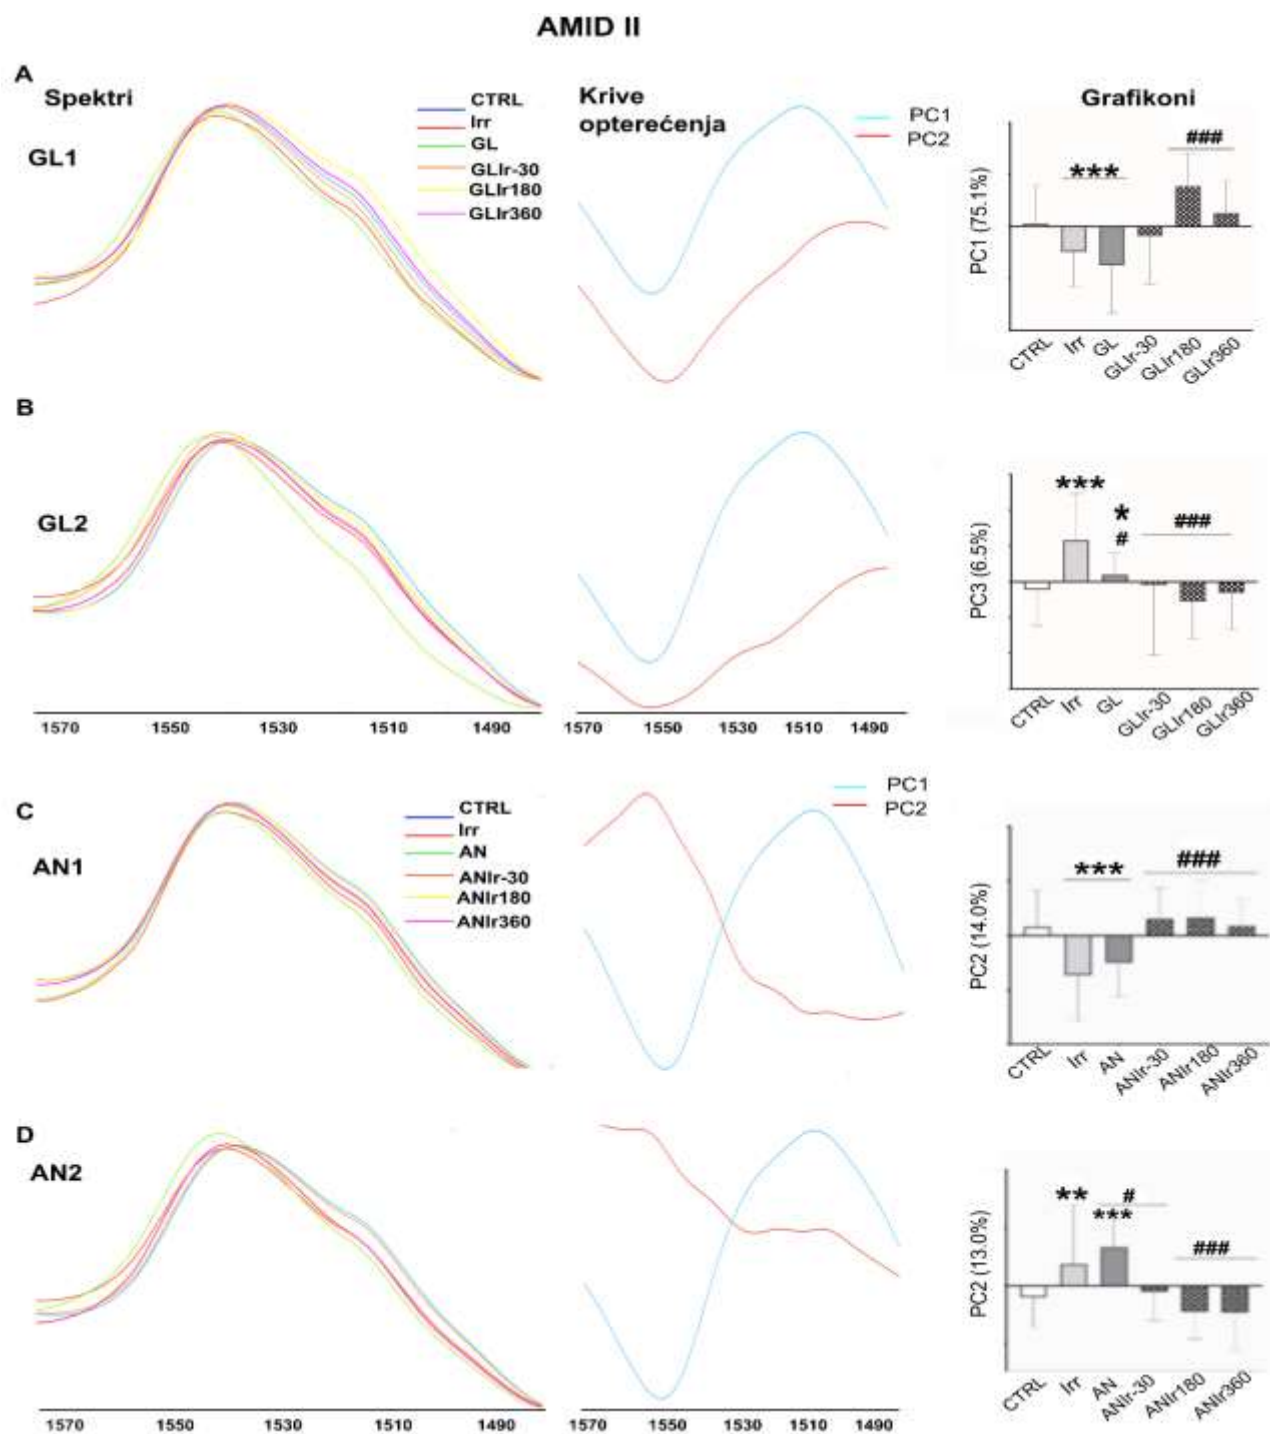 AMID II
A
Spektri
GL1
CTRL
Irr
GL
GLIr-30
GLIr180
GLIr360
Krive
opterećenja
PC1
PC2
Grafikoni
###
***
PC1 (75.1%)
CTRL Irr GL GLIr-30 GLIr180 GLIr360
B
GL2
1570 1550 1530 1510 1490
1570 1550 1530 1510 1490
***
*
#
###
PC3 (6.5%)
CTRL Irr GL GLIr-30 GLIr180 GLIr360
C
AN1
CTRL
Irr
AN
ANIr-30
ANIr180
ANIr360
PC1
PC2
***
###
PC2 (14.0%)
CTRL Irr AN ANIr-30 ANIr180 ANIr360
D
AN2
1570 1550 1530 1510 1490
1570 1550 1530 1510 1490
**
#
***
###
PC2 (13.0%)
CTRL Irr AN ANIr-30 ANIr180 ANIr360